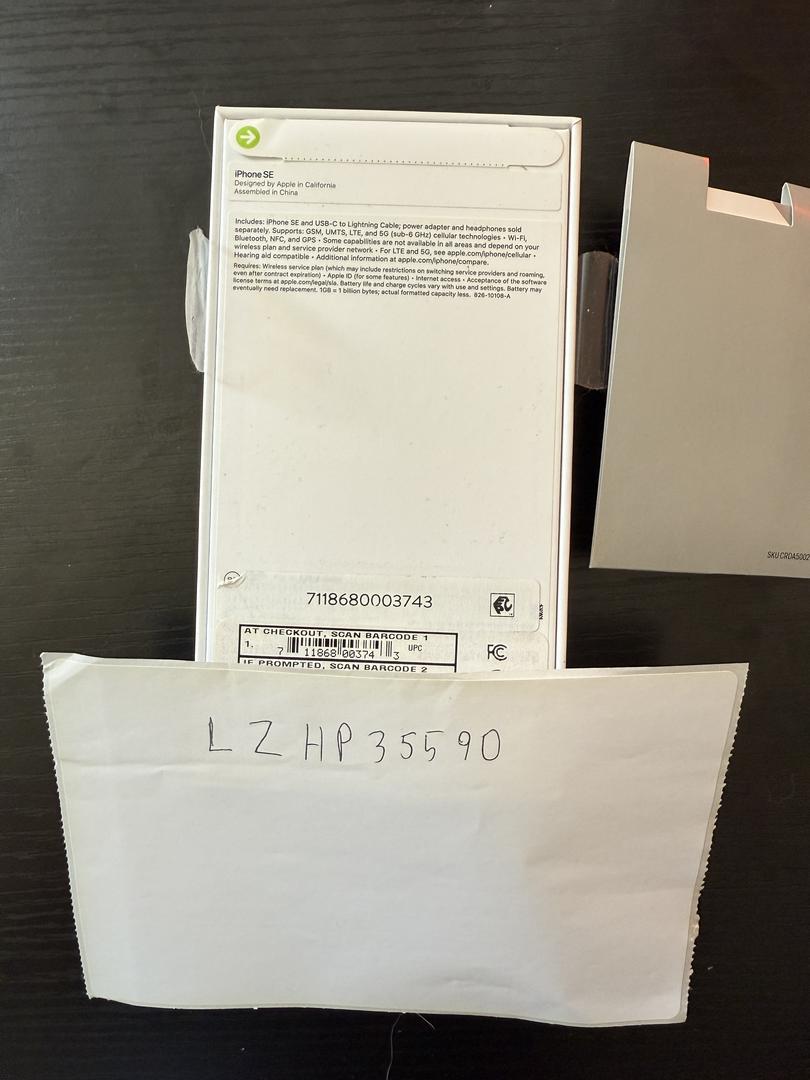 iPhone SE
Designed by Apple in California
Assembled in China
Includes: iPhone SE and USB-C to Lightning Cable; power adapter and headphones sold
separately. Supports: GSM, UMTS, LTE, and 5G (sub-6 GHz) cellular technologies • Wi-Fi,
Bluetooth, NFC, and GPS • Some capabilities are not available in all areas and depend on your
wireless plan and service provider network • For LTE and 5G, see apple.com/iphone/cellular •
Hearing aid compatible • Additional information at apple.com/iphone/compare.
Requires: Wireless service plan (which may include restrictions on switching service providers and roaming,
even after contract expiration) • Apple ID (for some features) • Internet access • Acceptance of the software
license terms at apple.com/legal/sla. Battery life and charge cycles vary with use and settings. Battery may
eventually need replacement. 1GB = 1 billion bytes; actual formatted capacity less. 826-10108-A
SKU CRDA5002
7118680003743
AT CHECKOUT, SCAN BARCODE 1
1. 7 11868 00374 3 UPC
FC
IF PROMPTED, SCAN BARCODE 2
LZHP35590